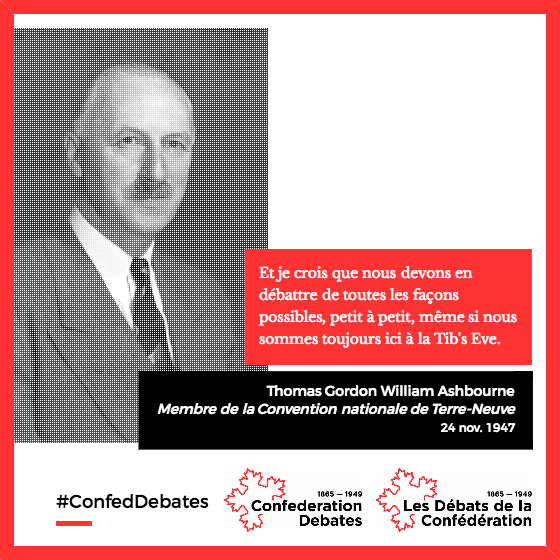 Et je crois que nous devons en
débattre de toutes les façons
possibles, petit à petit, même si nous
sommes toujours ici à la Tib's Eve.
Thomas Gordon William Ashbourne
Membre de la Convention nationale de Terre-Neuve
24 nov. 1947
#ConfedDebates
1865 — 1949
Confederation
Debates
1865 — 1949
Les Débats de la
Confédération